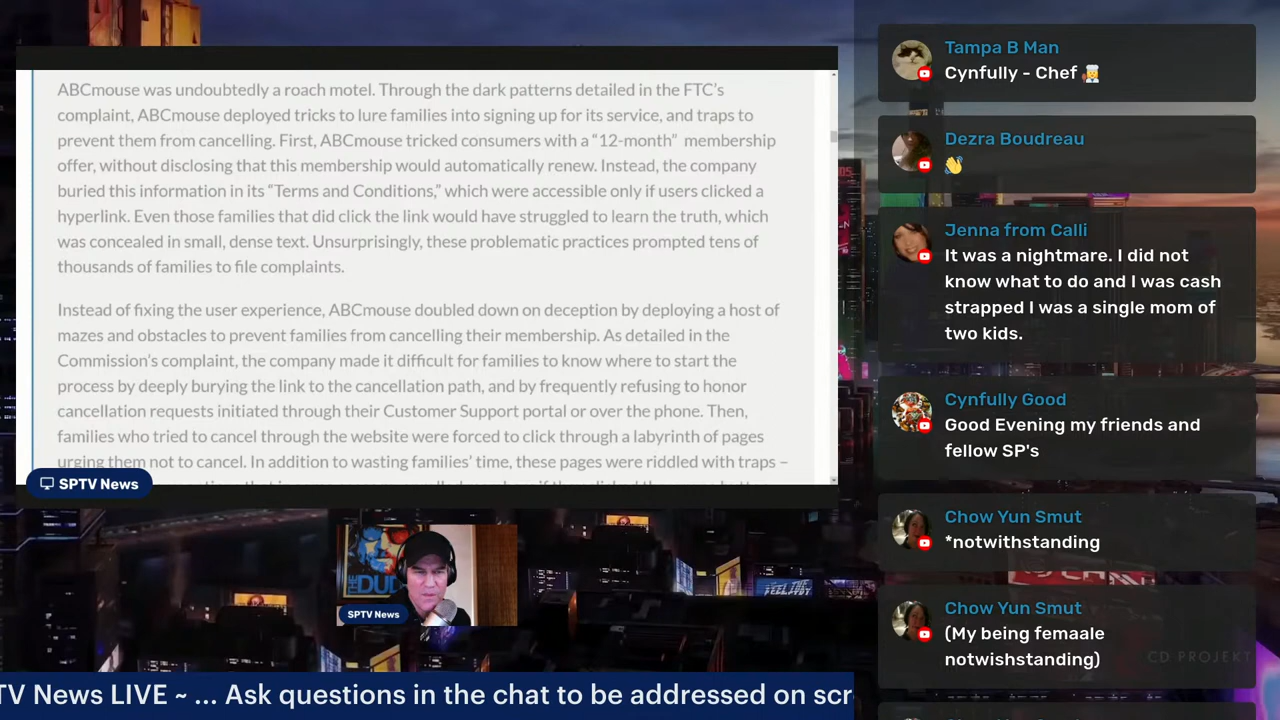 ABCmouse was undoubtedly a roach motel. Through the dark patterns detailed in the FTC's
complaint, ABCmouse deployed tricks to lure families into signing up for its service, and traps to
prevent them from cancelling. First, ABCmouse tricked consumers with a “12-month” membership
offer, without disclosing that this membership would automatically renew. Instead, the company
buried this information in its “Terms and Conditions,” which were accessible only if users clicked a
hyperlink. Even those families that did click the link would have struggled to learn the truth, which
was concealed in small, dense text. Unsurprisingly, these problematic practices prompted tens of
thousands of families to file complaints.
Instead of fixing the user experience, ABCmouse doubled down on deception by deploying a host of
mazes and obstacles to prevent families from cancelling their membership. As detailed in the
Commission's complaint, the company made it difficult for families to know where to start the
process by deeply burying the link to the cancellation path, and by frequently refusing to honor
cancellation requests initiated through their Customer Support portal or over the phone. Then,
families who tried to cancel through the website were forced to click through a labyrinth of pages
urging them not to cancel. In addition to wasting families' time, these pages were riddled with traps –
SPTV News
THE
DUD
SPTV News
FEEL THE
TV News LIVE ~ ... Ask questions in the chat to be addressed on scr
Tampa B Man
Cynfully - Chef 👩‍🍳
Dezra Boudreau
👋
Jenna from Calli
It was a nightmare. I did not
know what to do and I was cash
strapped I was a single mom of
two kids.
Cynfully Good
Good Evening my friends and
fellow SP's
Chow Yun Smut
*notwithstanding
Chow Yun Smut
(My being femaale
notwishstanding)
CD PROJEKT